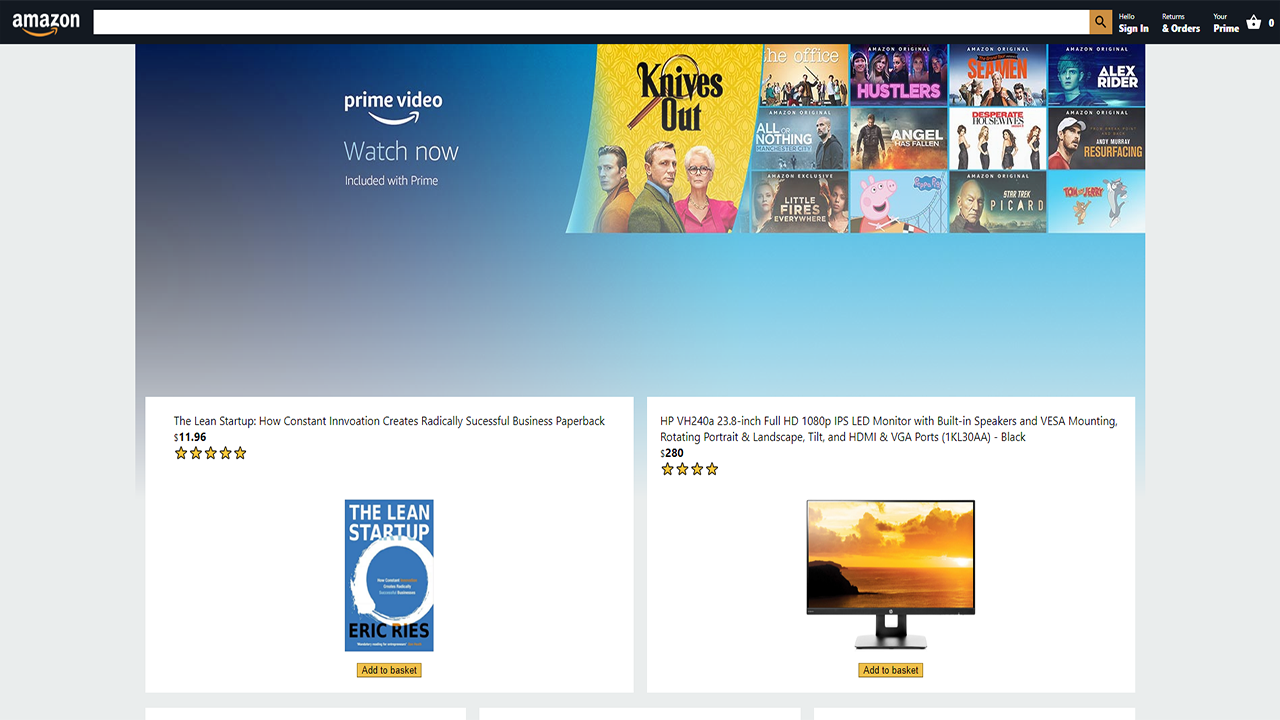 amazon
Hello
Sign In
Returns
& Orders
Your
Prime
0
prime video
Watch now
Included with Prime
Knives
Out
the office
AMAZON ORIGINAL
HUSTLERS
AMAZON ORIGINAL
SEAMEN
AMAZON ORIGINAL
ALEX
RIDER
AMAZON ORIGINAL
ALL OR
NOTHING
MANCHESTER CITY
ANGEL
HAS FALLEN
DESPERATE
HOUSEWIVES
AMAZON ORIGINAL
ANDY MURRAY
RESURFACING
AMAZON EXCLUSIVE
LITTLE
FIRES
EVERYWHERE
Peppa Pig
AMAZON ORIGINAL
STAR TREK
PICARD
TOM AND JERRY
The Lean Startup: How Constant Innvoation Creates Radically Sucessful Business Paperback
$11.96
THE LEAN
STARTUP
How Constant Innovation
Creates Radically
Successful Businesses
ERIC RIES
Add to basket
HP VH240a 23.8-inch Full HD 1080p IPS LED Monitor with Built-in Speakers and VESA Mounting,
Rotating Portrait & Landscape, Tilt, and HDMI & VGA Ports (1KL30AA) - Black
$280
Add to basket